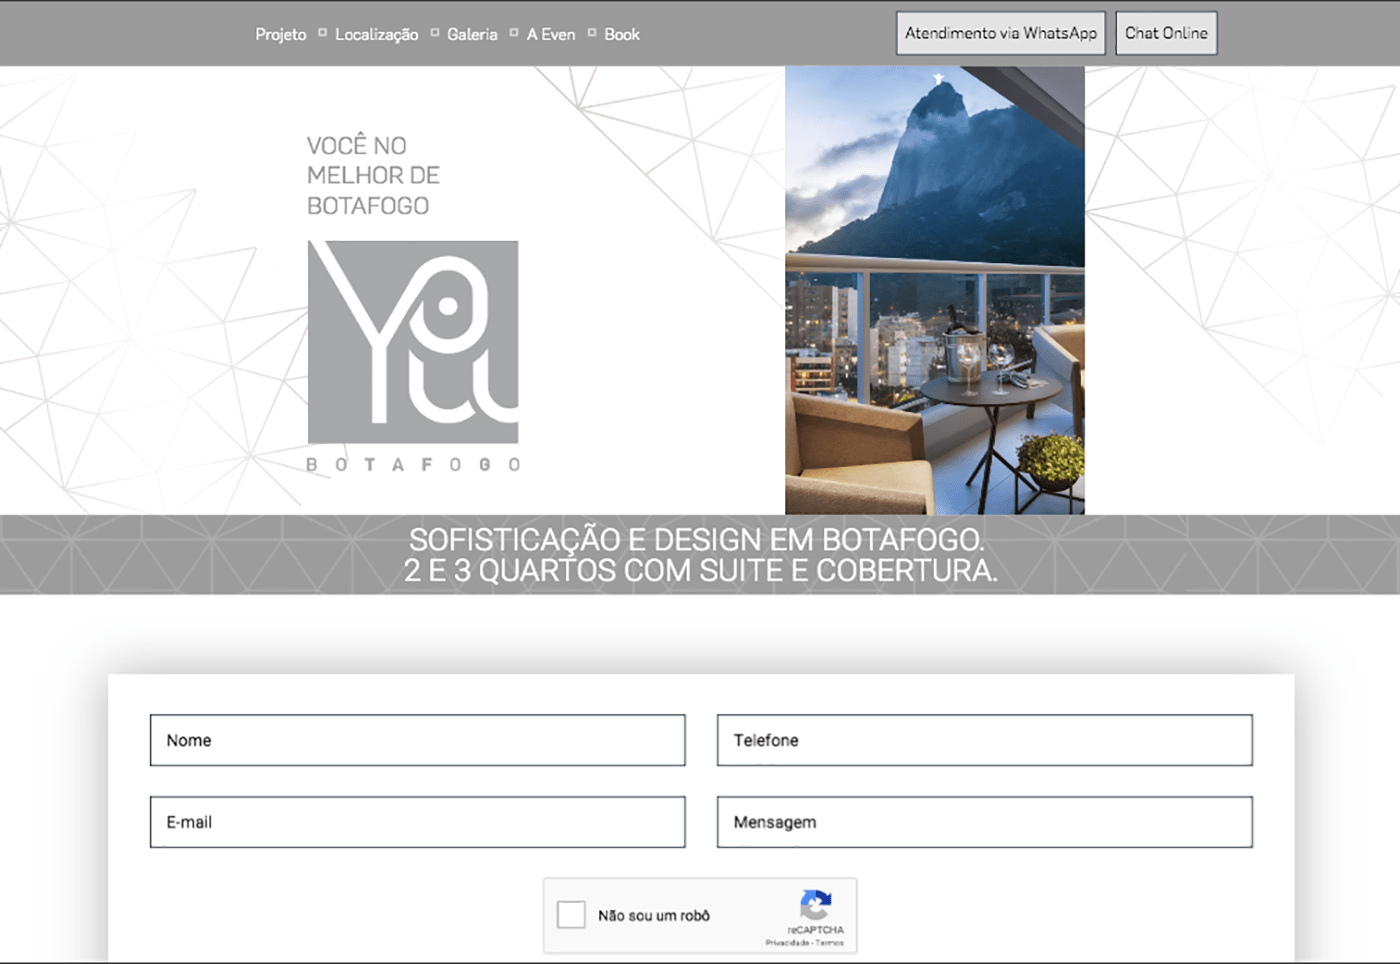 Projeto Localização Galeria A Even Book
Atendimento via WhatsApp Chat Online
VOCÊ NO
MELHOR DE
BOTAFOGO
You
BOTAFOGO
SOFISTICAÇÃO E DESIGN EM BOTAFOGO.
2 E 3 QUARTOS COM SUITE E COBERTURA.
Nome
Telefone
E-mail
Mensagem
Não sou um robô
reCAPTCHA
Privacidade - Termos